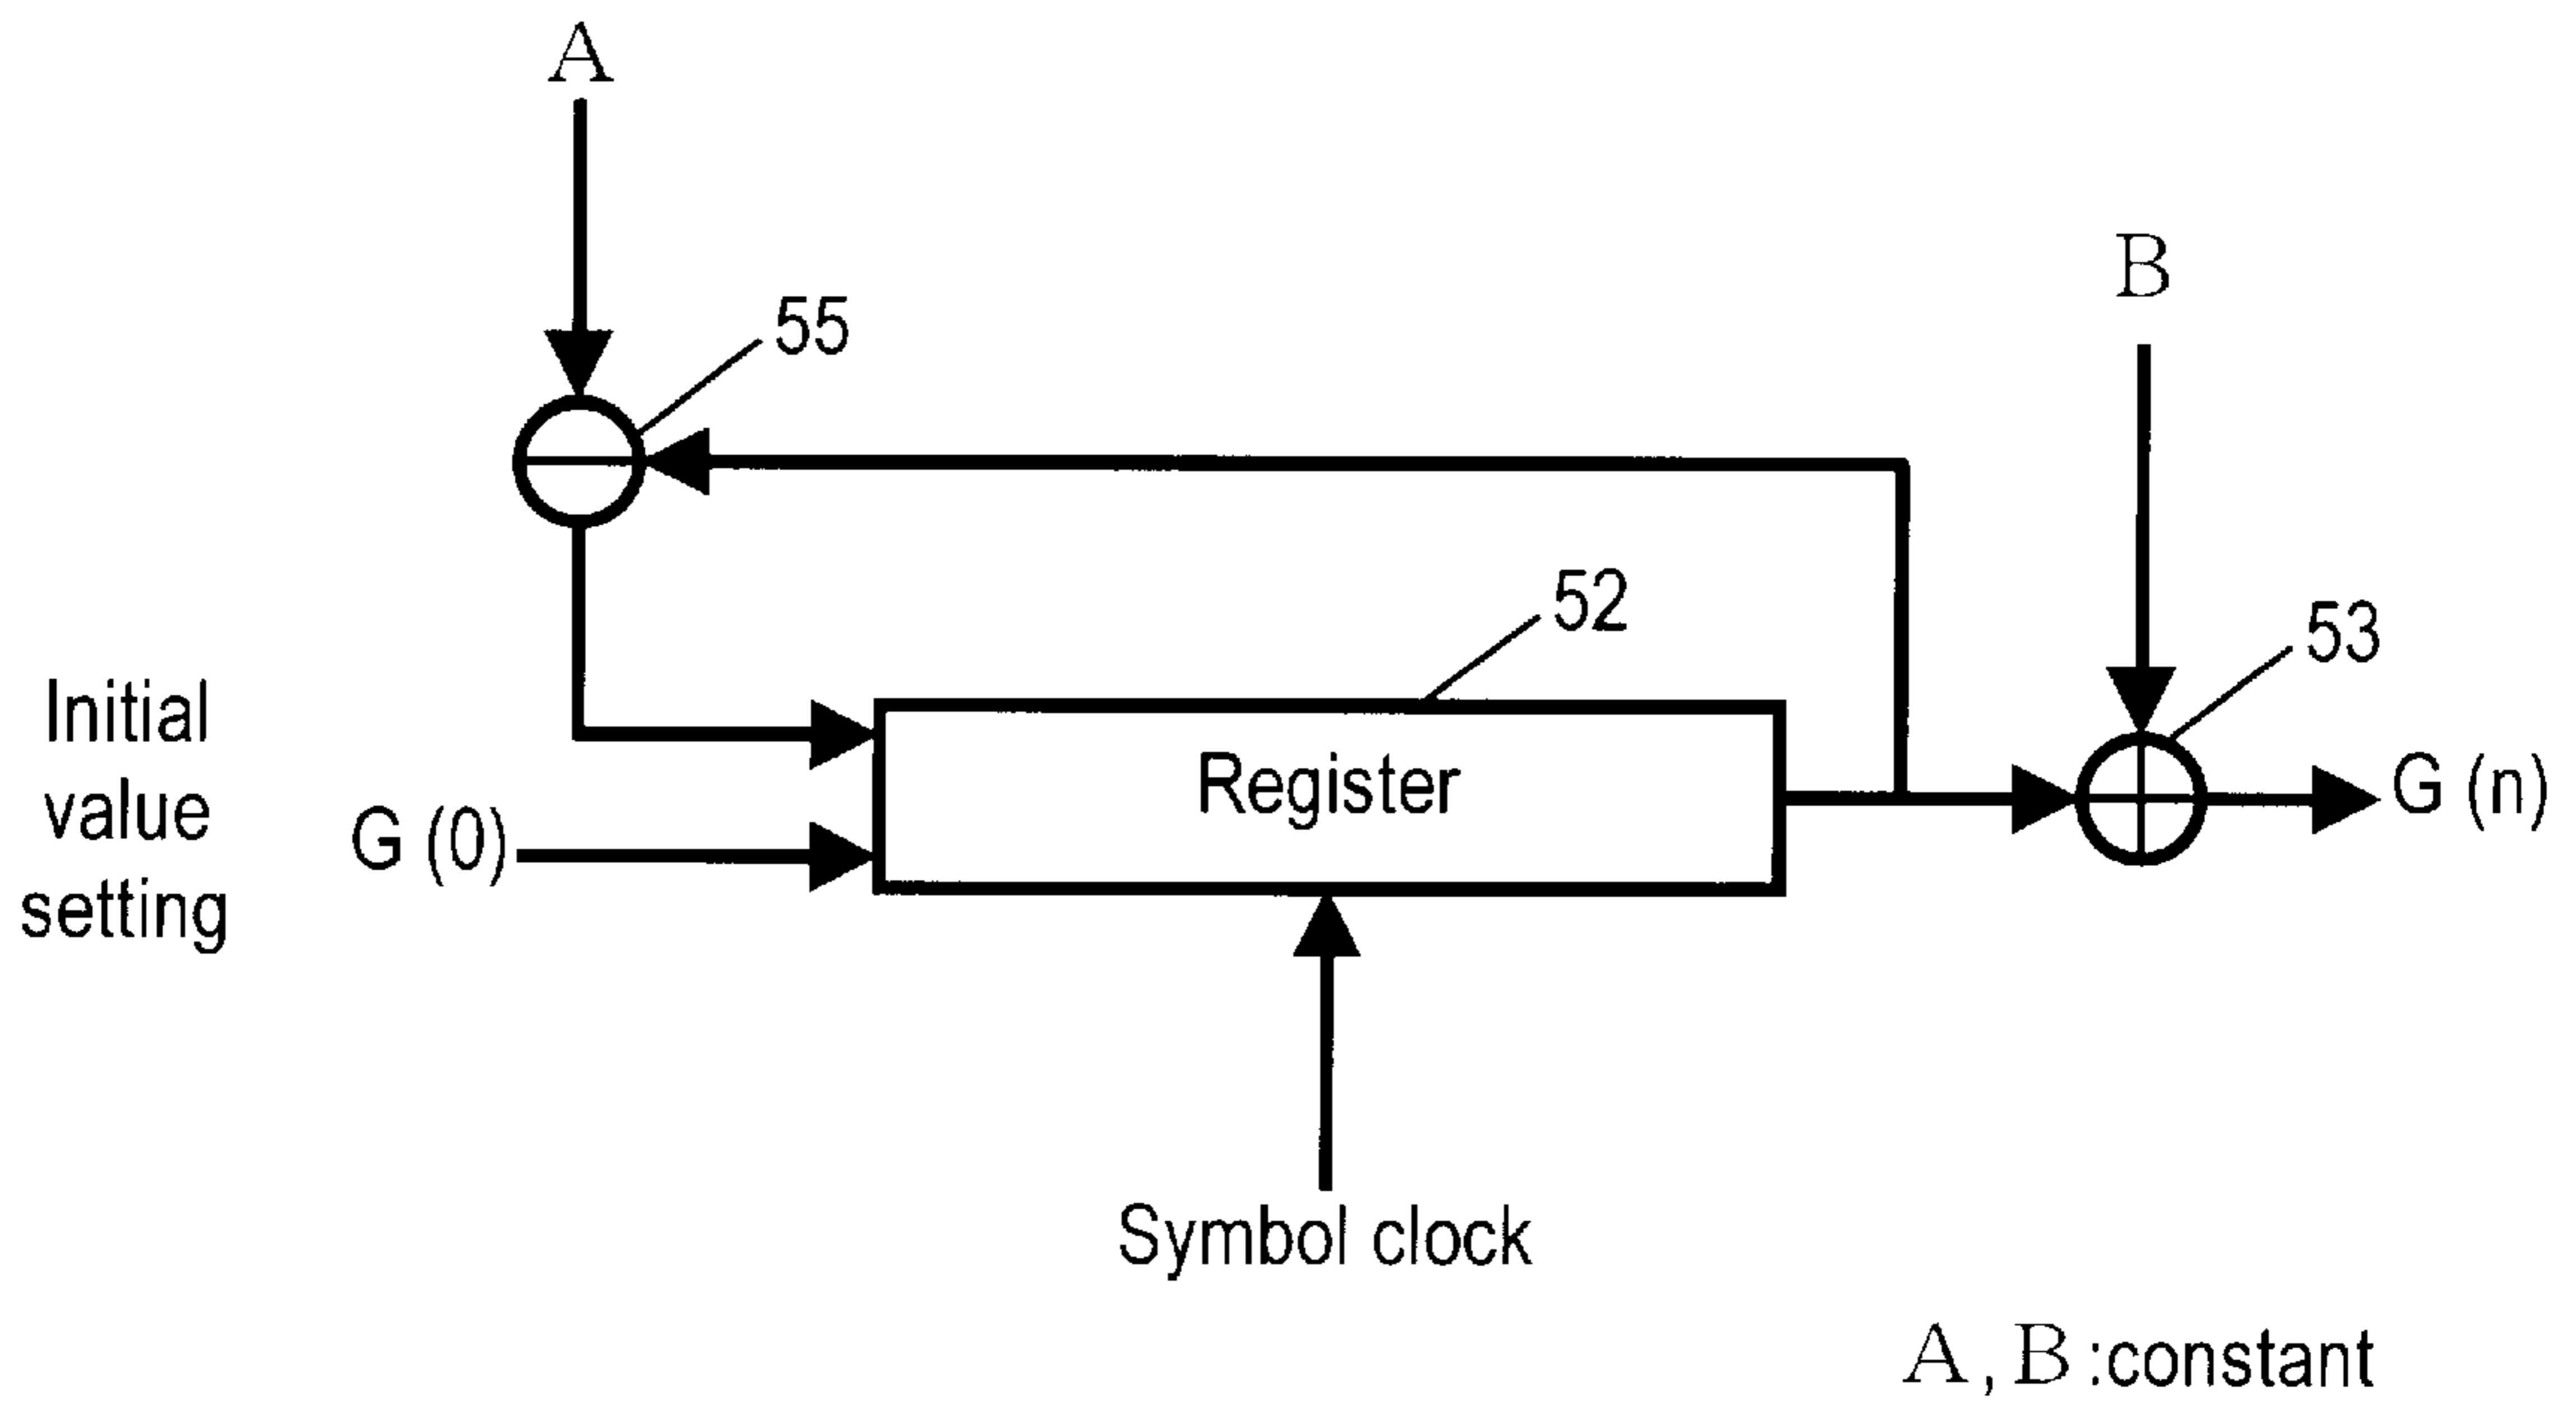 A
B
55
52
53
Initial
value
setting
G (0)
Register
G (n)
Symbol clock
A, B :constant